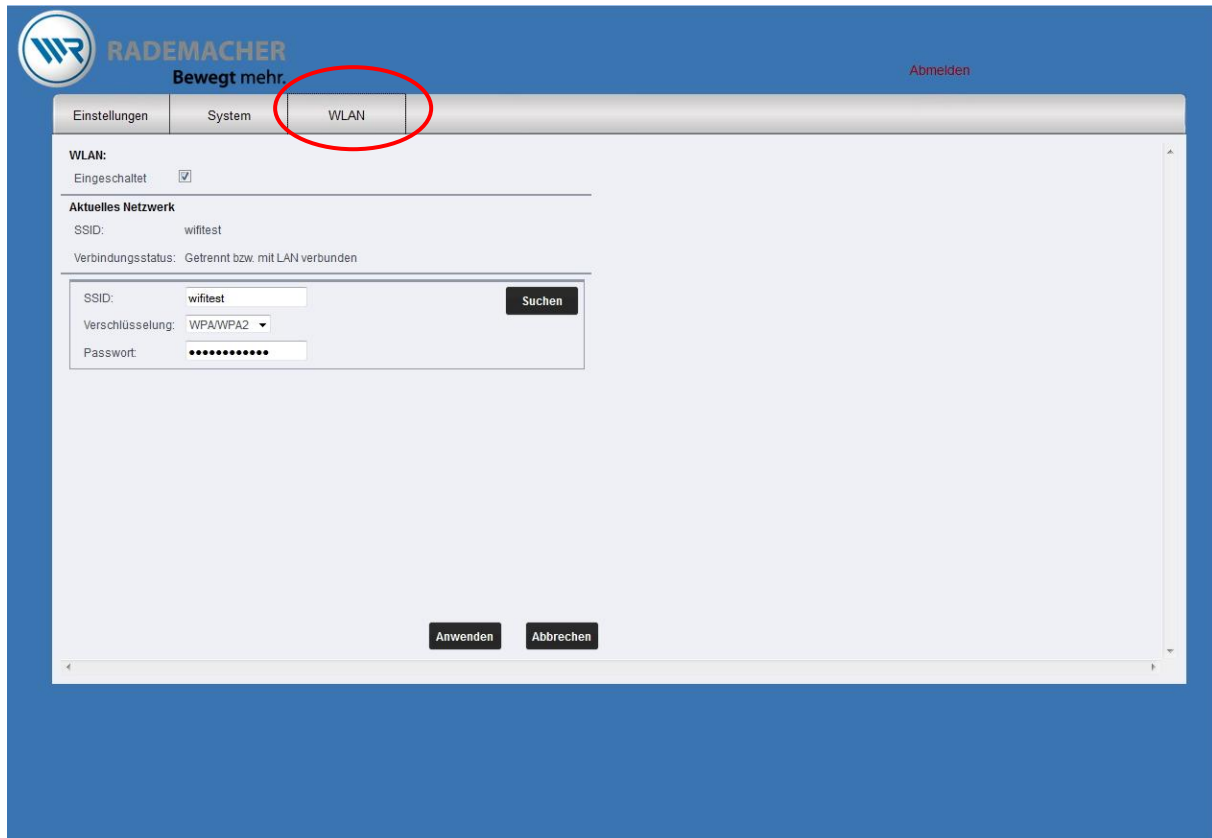 WR RADEMACHER
Bewegt mehr.
Abmelden
Einstellungen System WLAN
WLAN:
Eingeschaltet
Aktuelles Netzwerk
SSID: wifitest
Verbindungsstatus: Getrennt bzw. mit LAN verbunden
SSID: wifitest Suchen
Verschlüsselung: WPA/WPA2
Passwort: ●●●●●●●●●●●●
Anwenden Abbrechen